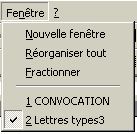 Fenêtre ?
Nouvelle fenêtre
Réorganiser tout
Fractionner
1 CONVOCATION
2 Lettres types3